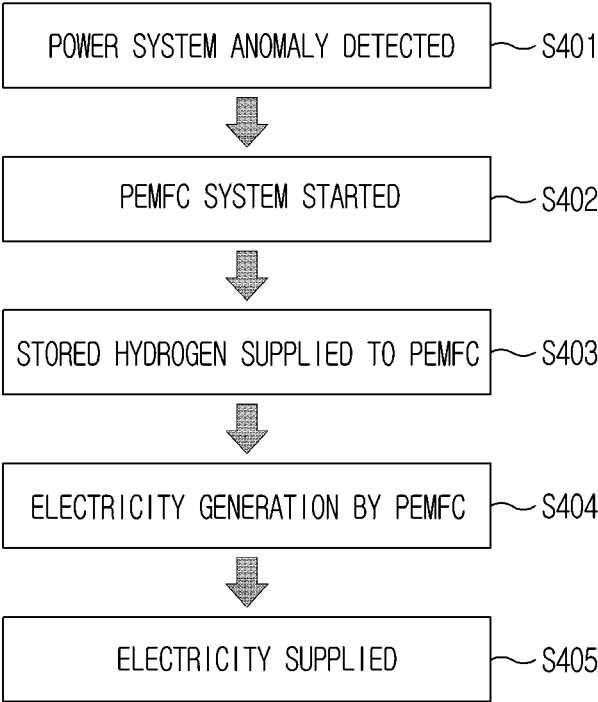 POWER SYSTEM ANOMALY DETECTED S401
PEMFC SYSTEM STARTED S402
STORED HYDROGEN SUPPLIED TO PEMFC S403
ELECTRICITY GENERATION BY PEMFC S404
ELECTRICITY SUPPLIED S405